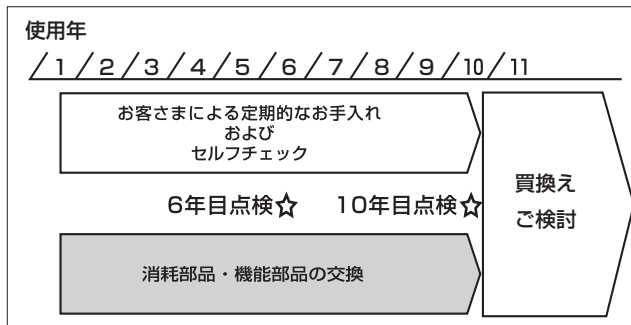 使用年
1 / 2 / 3 / 4 / 5 / 6 / 7 / 8 / 9 / 10 / 11
お客さまによる定期的なお手入れ
および
セルフチェック
6年目点検☆ 10年目点検☆
買換え
ご検討
消耗部品・機能部品の交換